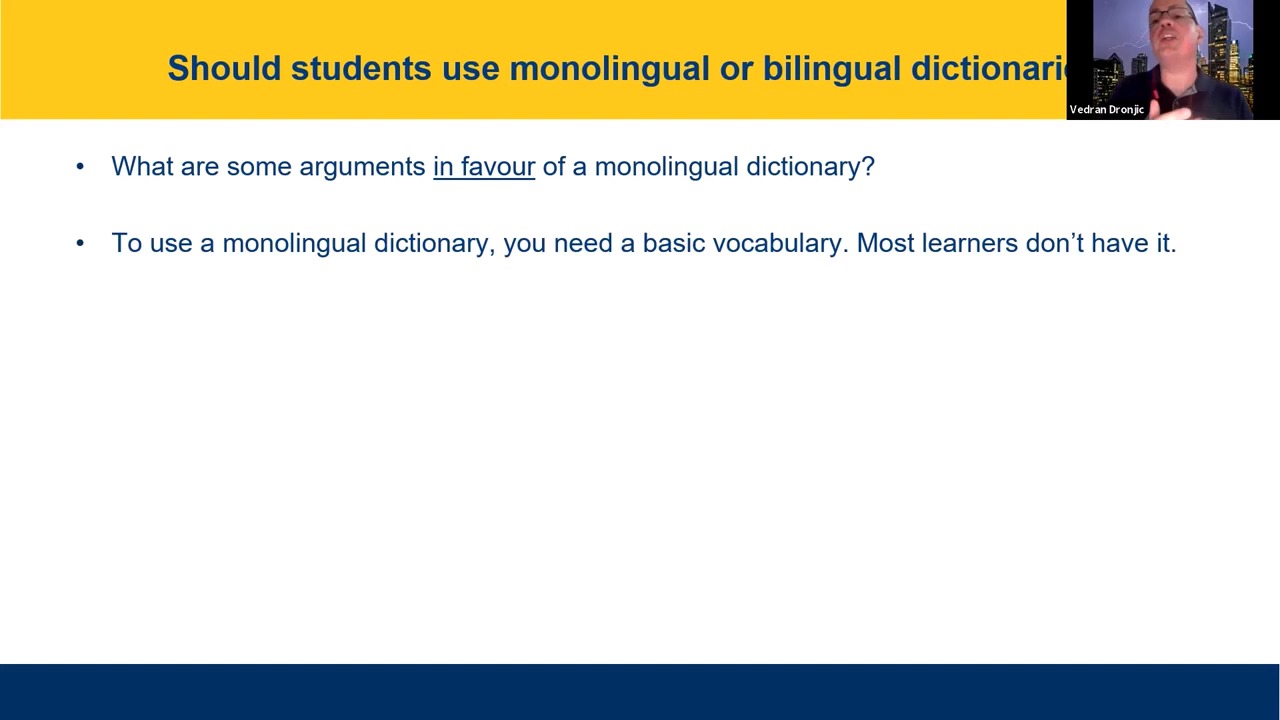 Should students use monolingual or bilingual dictionari
Vedran Dronjic
• What are some arguments in favour of a monolingual dictionary?
• To use a monolingual dictionary, you need a basic vocabulary. Most learners don’t have it.